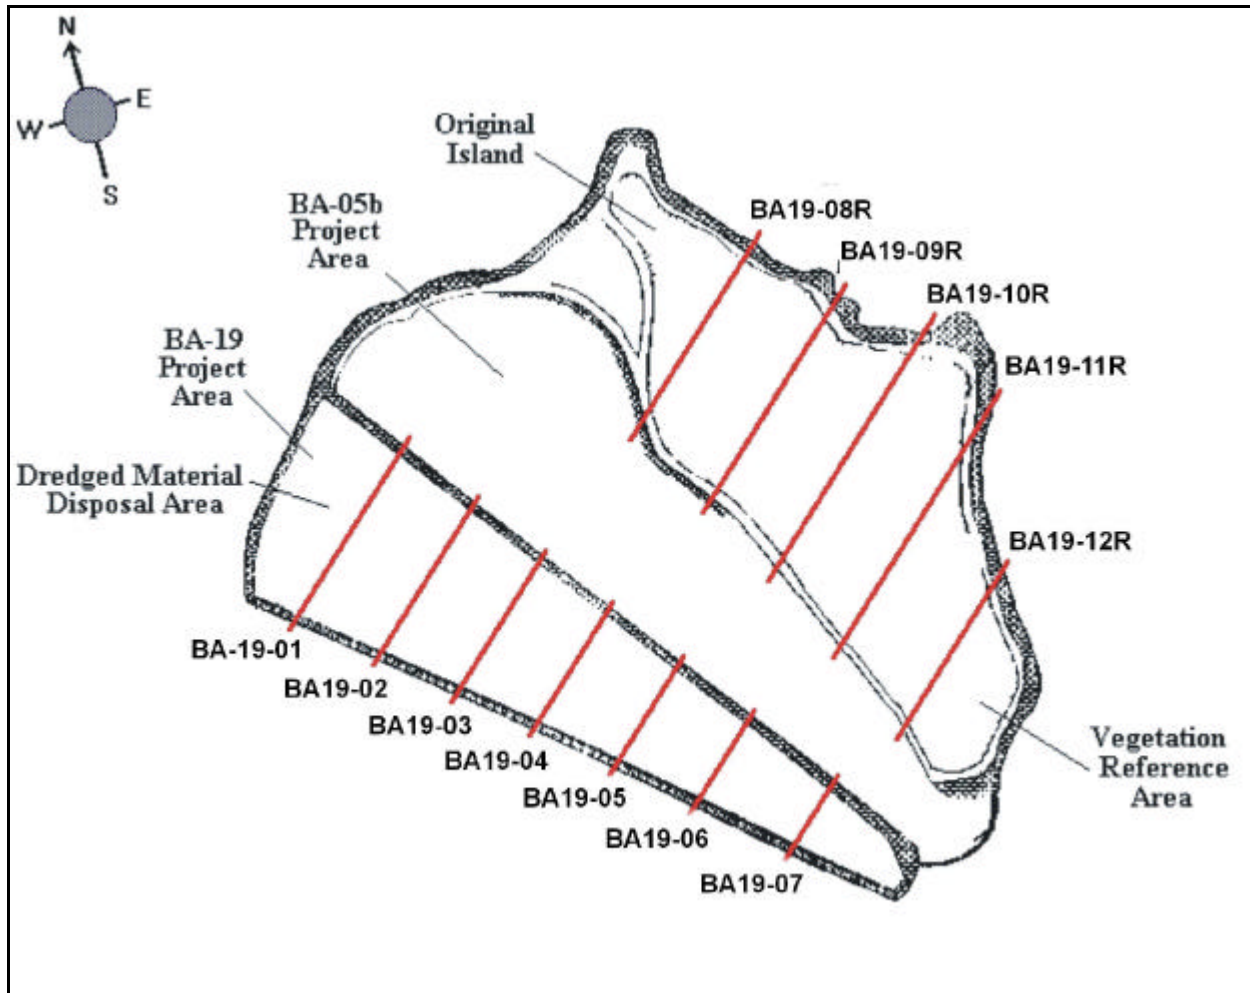 N
E
W
S
Original
Island
BA-05b
Project
Area
BA19-08R
BA19-09R
BA19-10R
BA-19
Project
Area
BA19-11R
Dredged Material
Disposal Area
BA19-12R
BA-19-01
BA19-02
BA19-03
BA19-04
BA19-05
BA19-06
BA19-07
Vegetation
Reference
Area